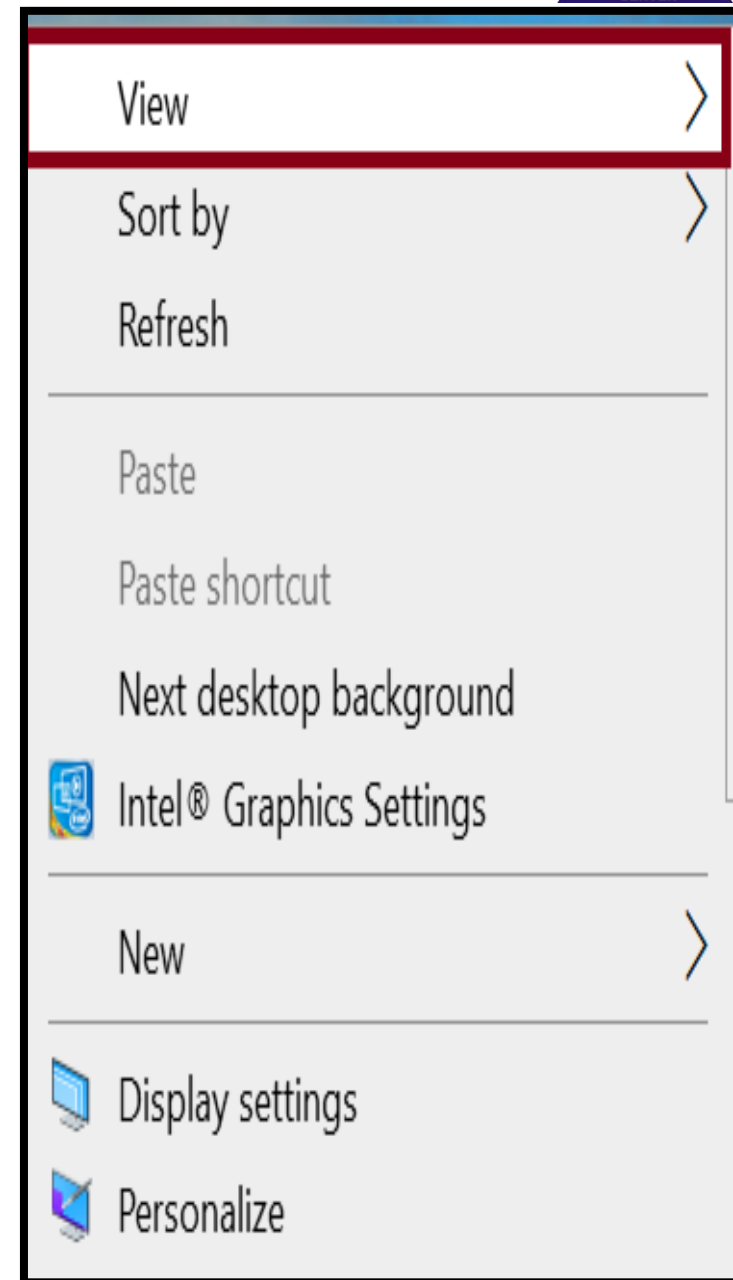 View
Sort by
Refresh
Paste
Paste shortcut
Next desktop background
Intel® Graphics Settings
New
Display settings
Personalize